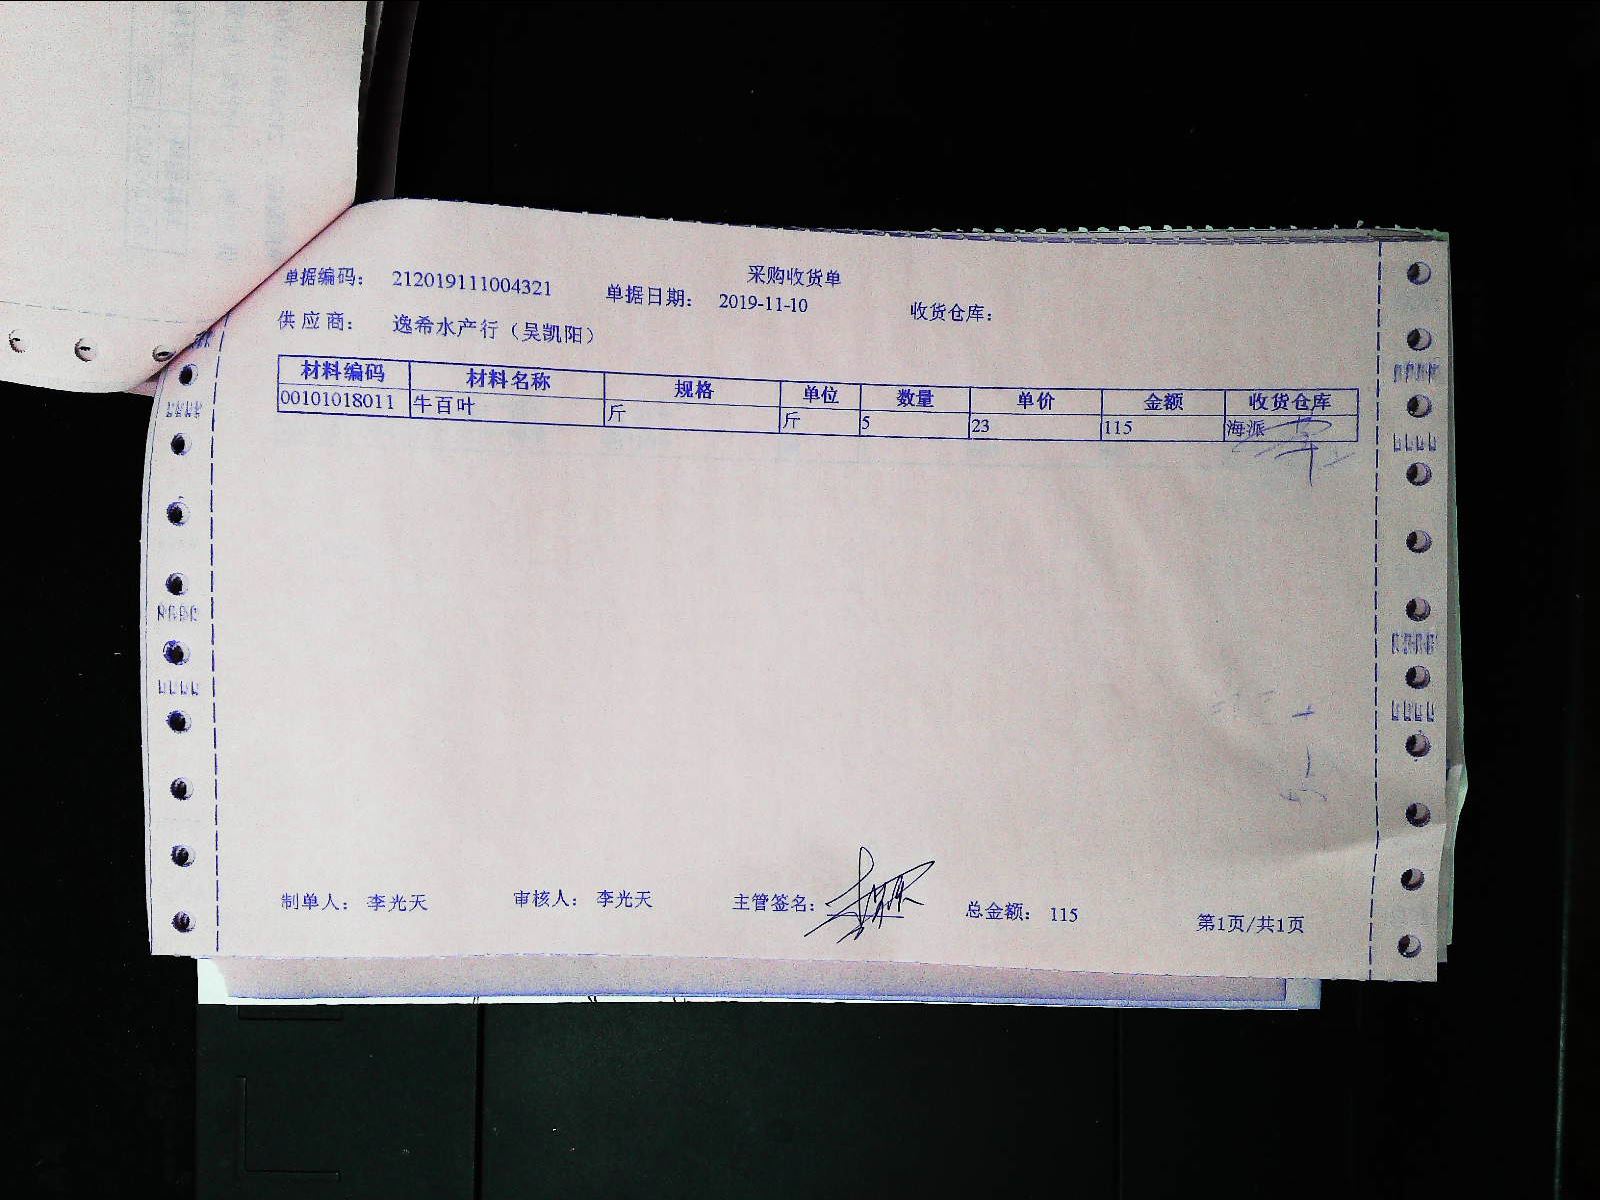 采购收货单
单据编码： 212019111004321 单据日期： 2019-11-10 收货仓库：
供应商： 逸希水产行（吴凯阳）
材料编码 材料名称 规格 单位 数量 单价 金额 收货仓库
00101018011 牛百叶 斤 斤 5 23 115 海派
制单人： 李光天 审核人： 李光天 主管签名： 总金额： 115 第1页/共1页